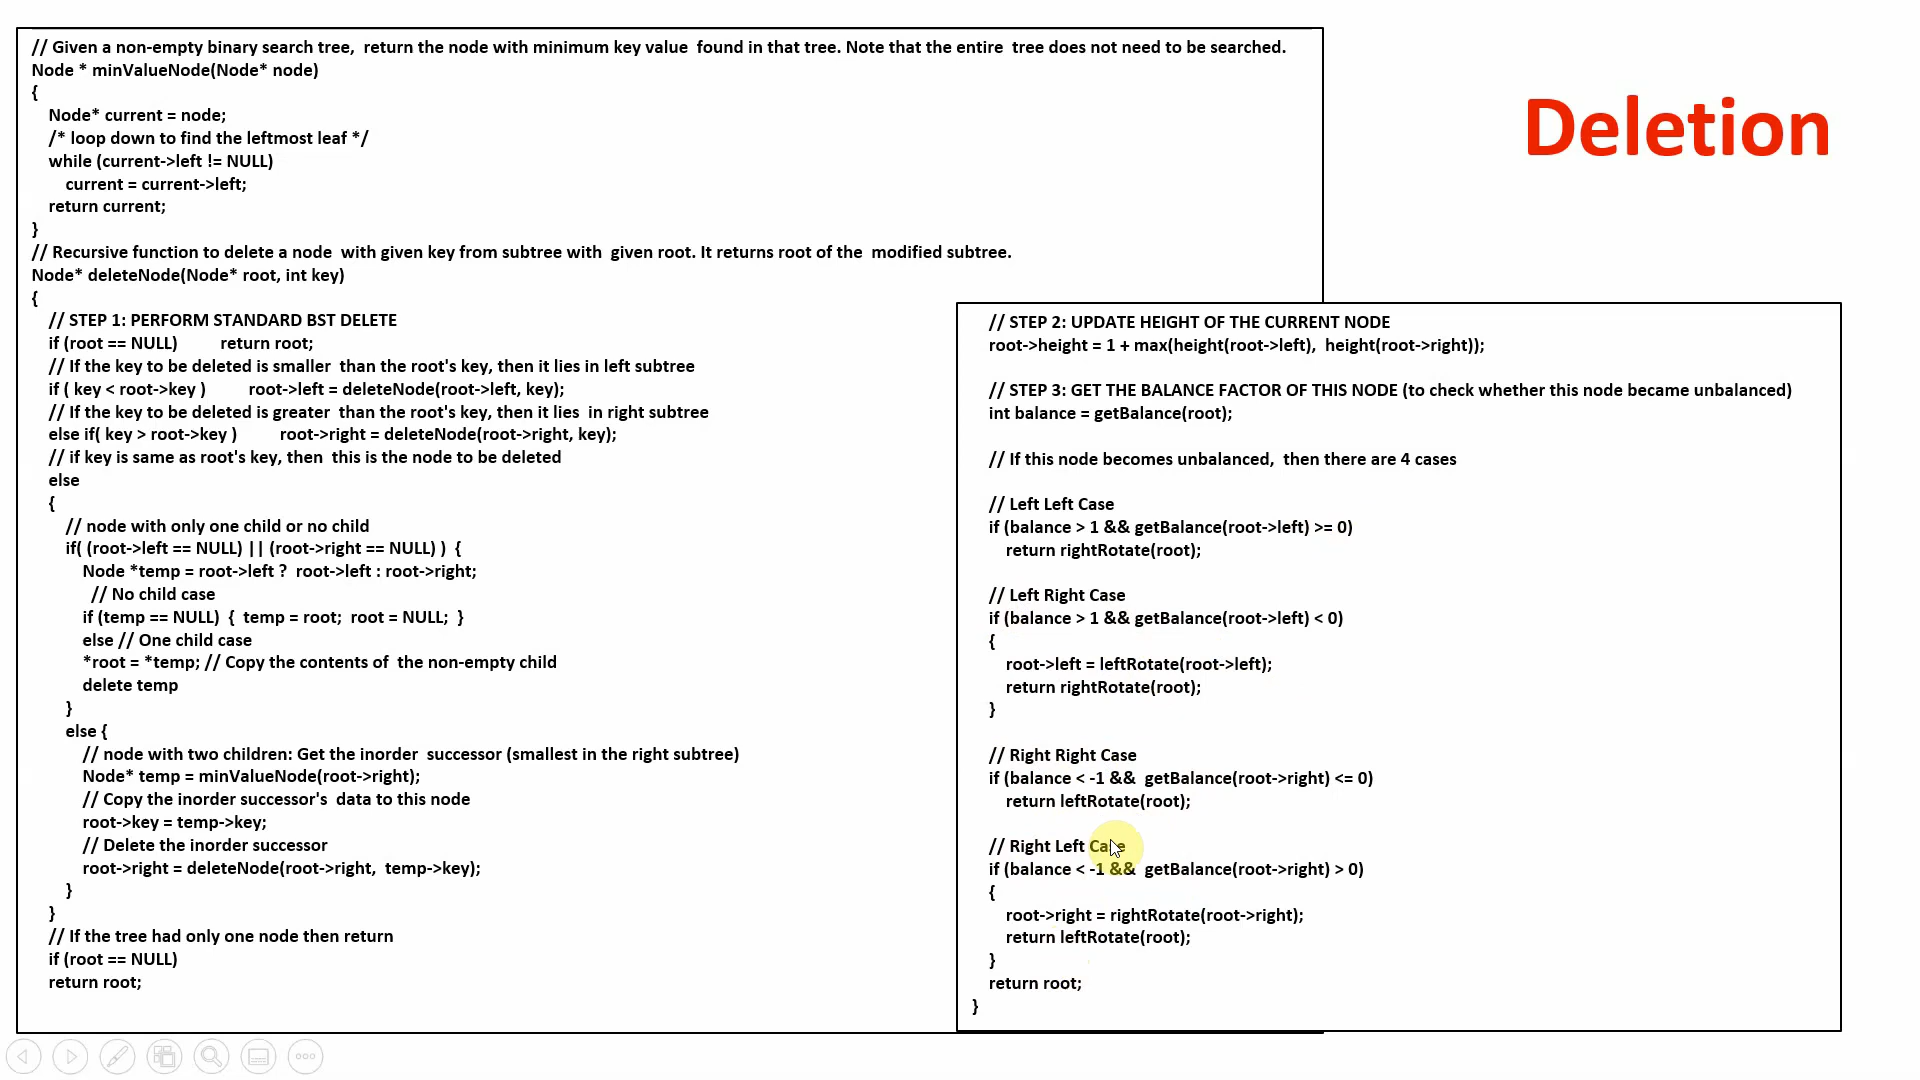 Deletion
// Given a non-empty binary search tree, return the node with minimum key value found in that tree. Note that the entire tree does not need to be searched.
Node * minValueNode(Node* node)
{
Node* current = node;
/* loop down to find the leftmost leaf */
while (current->left != NULL)
current = current->left;
return current;
}
// Recursive function to delete a node with given key from subtree with given root. It returns root of the modified subtree.
Node* deleteNode(Node* root, int key)
{
// STEP 1: PERFORM STANDARD BST DELETE
if (root == NULL) return root;
// If the key to be deleted is smaller than the root's key, then it lies in left subtree
if ( key < root->key ) root->left = deleteNode(root->left, key);
// If the key to be deleted is greater than the root's key, then it lies in right subtree
else if( key > root->key ) root->right = deleteNode(root->right, key);
// if key is same as root's key, then this is the node to be deleted
else
{
// node with only one child or no child
if( (root->left == NULL) || (root->right == NULL) ) {
Node *temp = root->left ? root->left : root->right;
// No child case
if (temp == NULL) { temp = root; root = NULL; }
else // One child case
*root = *temp; // Copy the contents of the non-empty child
delete temp
}
else {
// node with two children: Get the inorder successor (smallest in the right subtree)
Node* temp = minValueNode(root->right);
// Copy the inorder successor's data to this node
root->key = temp->key;
// Delete the inorder successor
root->right = deleteNode(root->right, temp->key);
}
}
// If the tree had only one node then return
if (root == NULL)
return root;
// STEP 2: UPDATE HEIGHT OF THE CURRENT NODE
root->height = 1 + max(height(root->left), height(root->right));
// STEP 3: GET THE BALANCE FACTOR OF THIS NODE (to check whether this node became unbalanced)
int balance = getBalance(root);
// If this node becomes unbalanced, then there are 4 cases
// Left Left Case
if (balance > 1 && getBalance(root->left) >= 0)
return rightRotate(root);
// Left Right Case
if (balance > 1 && getBalance(root->left) < 0)
{
root->left = leftRotate(root->left);
return rightRotate(root);
}
// Right Right Case
if (balance < -1 && getBalance(root->right) <= 0)
return leftRotate(root);
// Right Left Case
if (balance < -1 && getBalance(root->right) > 0)
{
root->right = rightRotate(root->right);
return leftRotate(root);
}
return root;
}